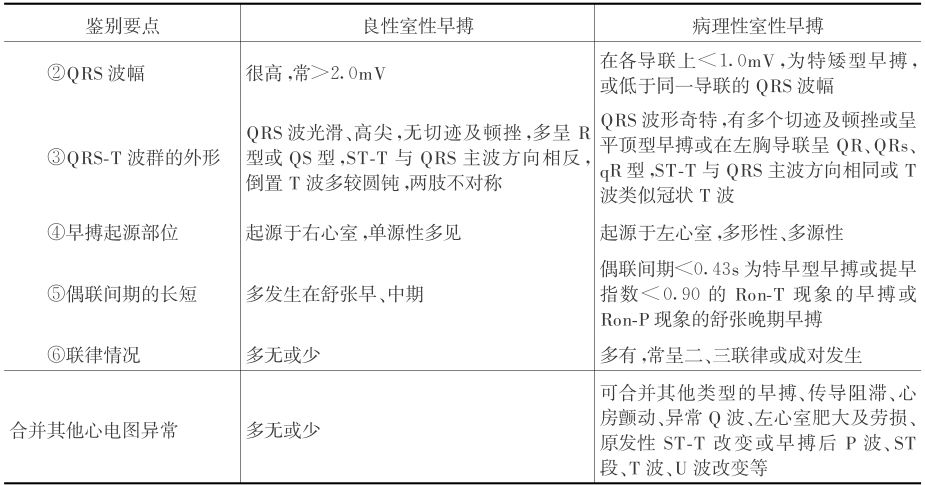 鉴别要点 良性室性早搏 病理性室性早搏
②QRS 波幅 很高,常>2.0mV 在各导联上<1.0mV,为特矮型早搏,
或低于同一导联的 QRS 波幅
③QRS-T 波群的外形 QRS 波光滑、高尖,无切迹及顿挫,多呈 R
型或 QS 型,ST-T 与 QRS 主波方向相反,
倒置 T 波多较圆钝,两肢不对称
QRS 波形奇特,有多个切迹及顿挫或呈
平顶型早搏或在左胸导联呈 QR、QRs、
qR 型,ST-T 与 QRS 主波方向相同或 T
波类似冠状 T 波
④早搏起源部位 起源于右心室,单源性多见 起源于左心室,多形性、多源性
⑤偶联间期的长短 多发生在舒张早、中期 偶联间期<0.43s 为特早型早搏或提早
指数<0.90 的 Ron-T 现象的早搏或
Ron-P 现象的舒张晚期早搏
⑥联律情况 多无或少 多有,常呈二、三联律或成对发生
合并其他心电图异常 多无或少 可合并其他类型的早搏、传导阻滞、心
房颤动、异常 Q 波、左心室肥大及劳损、
原发性 ST-T 改变或早搏后 P 波、ST
段、T 波、U 波改变等